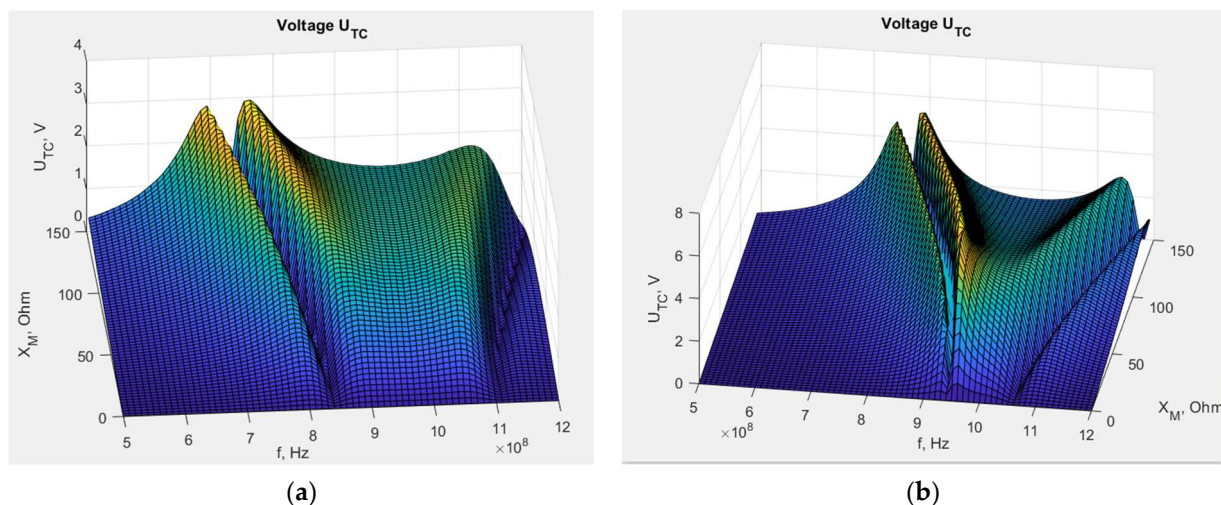 Voltage U_TC
4
3
2
1
0
U_TC, V
150
100
50
0
X_M, Ohm
5 6 7 8 9 10 11 12
×10^8
f, Hz
(a)
Voltage U_TC
8
6
4
2
0
U_TC, V
5 6 7 8 9 10 11 12
×10^8
f, Hz
150
100
50
0
X_M, Ohm
(b)